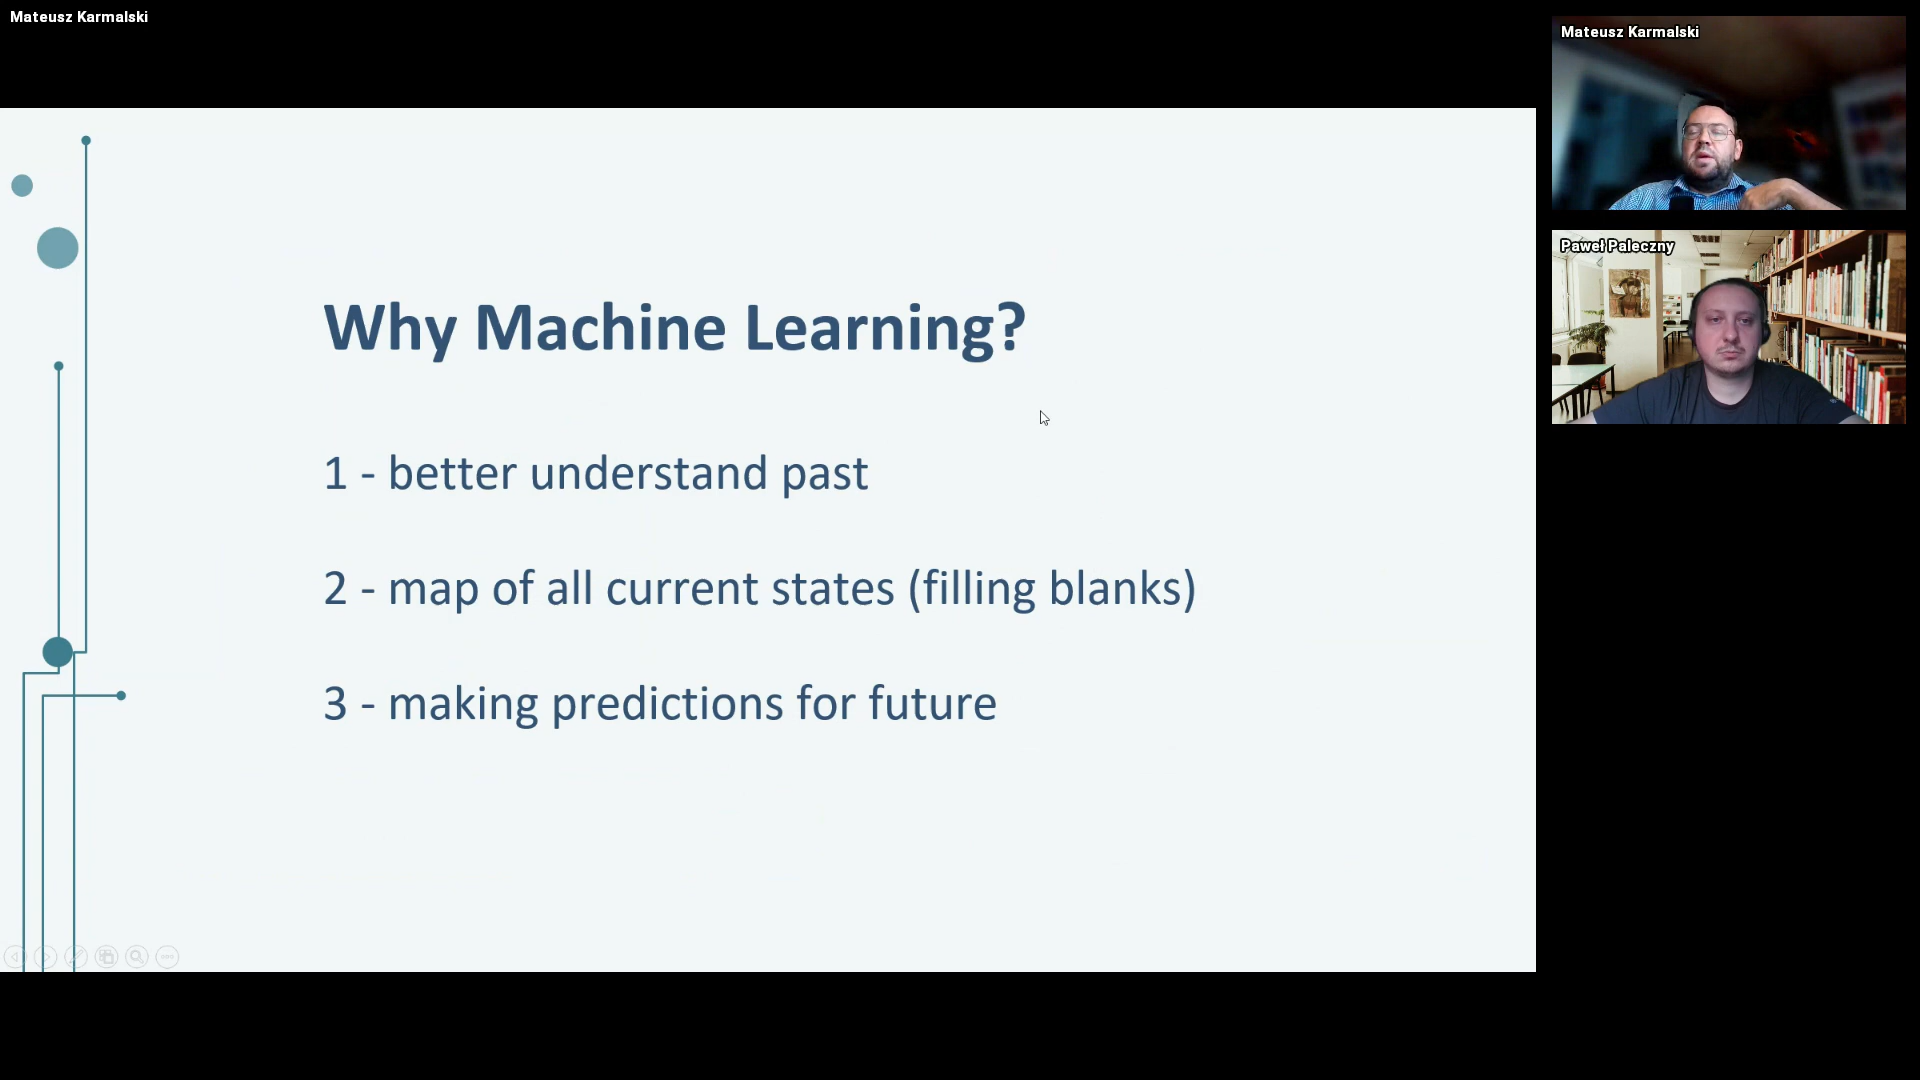 Mateusz Karmalski
Mateusz Karmalski
Paweł Paleczny
Why Machine Learning?
1 - better understand past
2 - map of all current states (filling blanks)
3 - making predictions for future